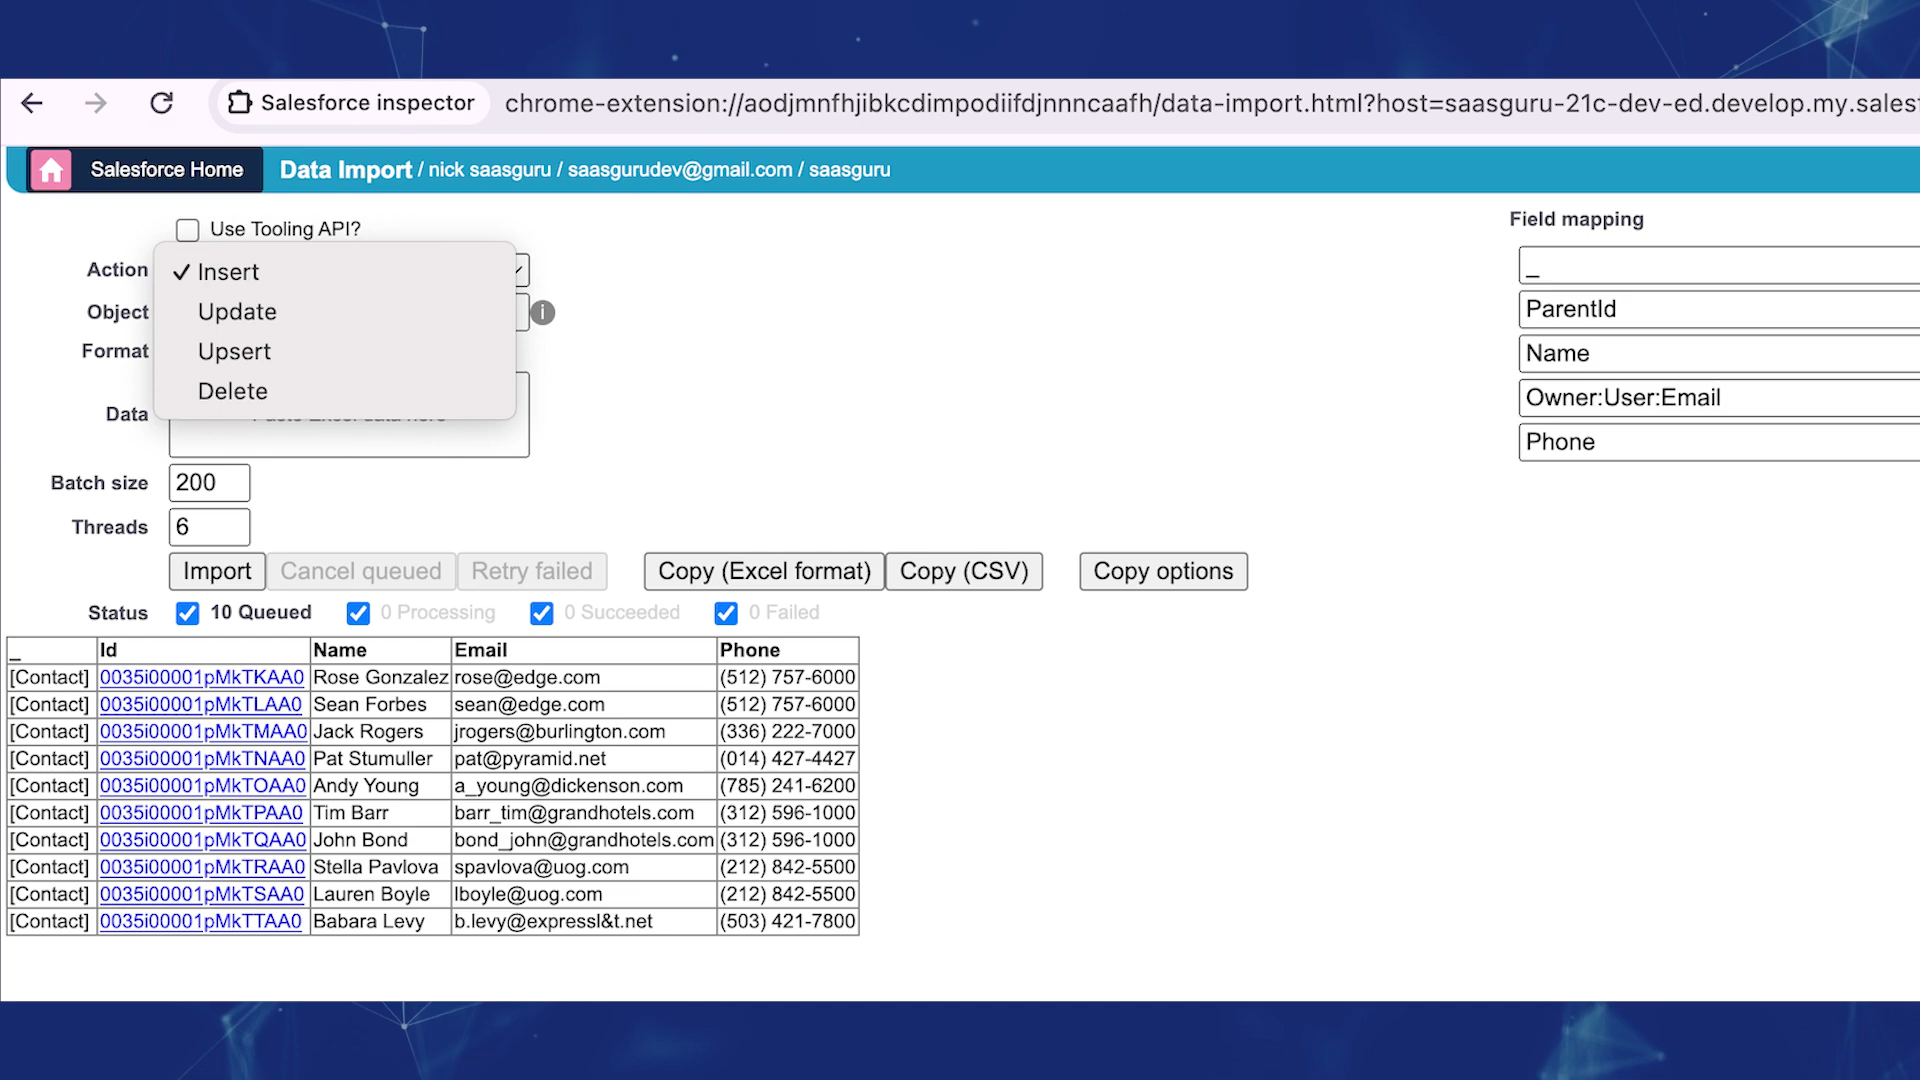 Salesforce inspector
chrome-extension://aodjmnfhjibkcdimpodiifdjnnncaafh/data-import.html?host=saasguru-21c-dev-ed.develop.my.sales
Salesforce Home
Data Import / nick saasguru / saasgurudev@gmail.com / saasguru
Use Tooling API?
Action
Insert
Update
Upsert
Delete
Object
i
Format
Data
Batch size 200
Threads 6
Import Cancel queued Retry failed Copy (Excel format) Copy (CSV) Copy options
Status 10 Queued 0 Processing 0 Succeeded 0 Failed
_ Id Name Email Phone
[Contact] 0035i00001pMkTKAA0 Rose Gonzalez rose@edge.com (512) 757-6000
[Contact] 0035i00001pMkTLAA0 Sean Forbes sean@edge.com (512) 757-6000
[Contact] 0035i00001pMkTMAA0 Jack Rogers jrogers@burlington.com (336) 222-7000
[Contact] 0035i00001pMkTNAA0 Pat Stumuller pat@pyramid.net (014) 427-4427
[Contact] 0035i00001pMkTOAA0 Andy Young a_young@dickenson.com (785) 241-6200
[Contact] 0035i00001pMkTPAA0 Tim Barr barr_tim@grandhotels.com (312) 596-1000
[Contact] 0035i00001pMkTQAA0 John Bond bond_john@grandhotels.com (312) 596-1000
[Contact] 0035i00001pMkTRAA0 Stella Pavlova spavlova@uog.com (212) 842-5500
[Contact] 0035i00001pMkTSAA0 Lauren Boyle lboyle@uog.com (212) 842-5500
[Contact] 0035i00001pMkTTAA0 Babara Levy b.levy@expressl&t.net (503) 421-7800
Field mapping
_
ParentId
Name
Owner:User:Email
Phone